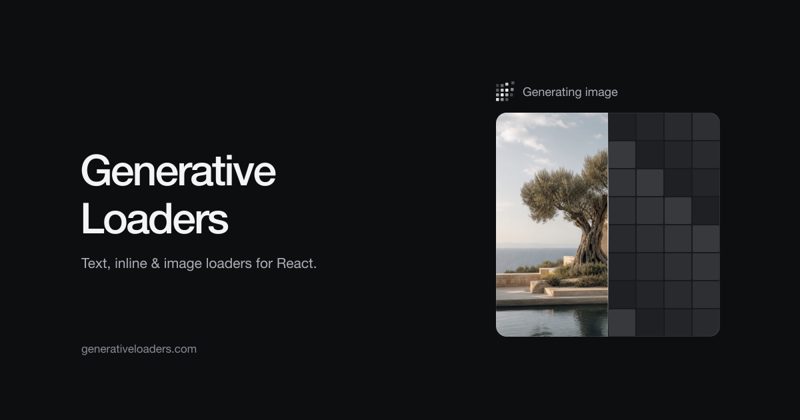 Generative
Loaders
Text, inline & image loaders for React.
generativeloaders.com
Generating image